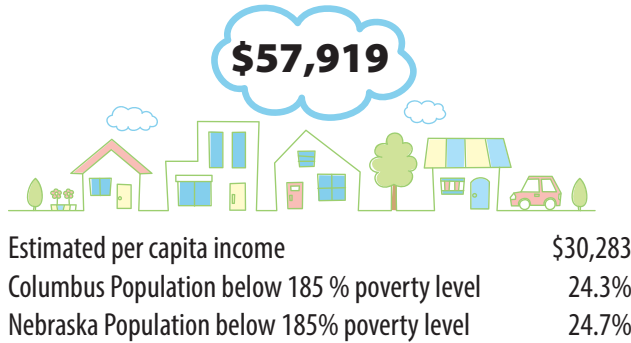 $57,919
Estimated per capita income $30,283
Columbus Population below 185 % poverty level 24.3%
Nebraska Population below 185% poverty level 24.7%